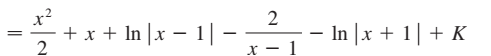 = x²/2 + x + ln |x − 1| − 2/(x − 1) − ln |x + 1| + K